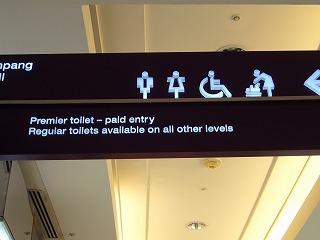 Premier toilet – paid entry
Regular toilets available on all other levels